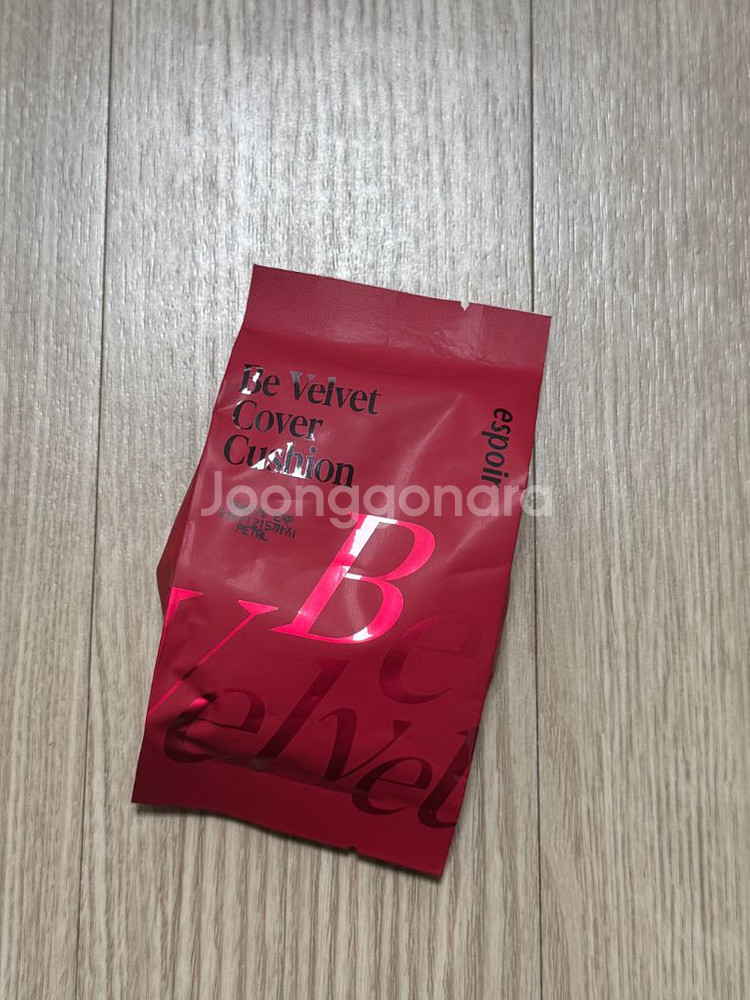 Be Velvet
Cover
Cushion
espoir
Joonggonara
PETAL
Be
Velvet